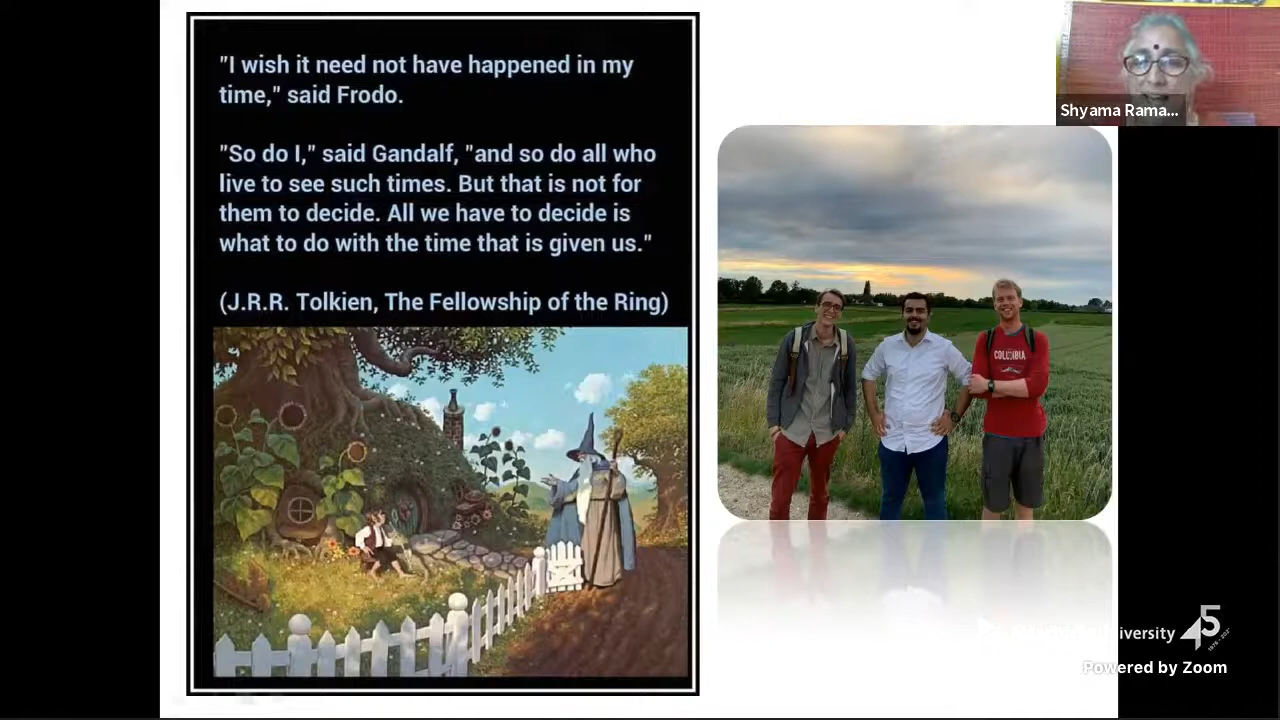 "I wish it need not have happened in my
time," said Frodo.
"So do I," said Gandalf, "and so do all who
live to see such times. But that is not for
them to decide. All we have to decide is
what to do with the time that is given us."
(J.R.R. Tolkien, The Fellowship of the Ring)
Shyama Rama...
COLUMBIA
iversity 45
Powered by Zoom